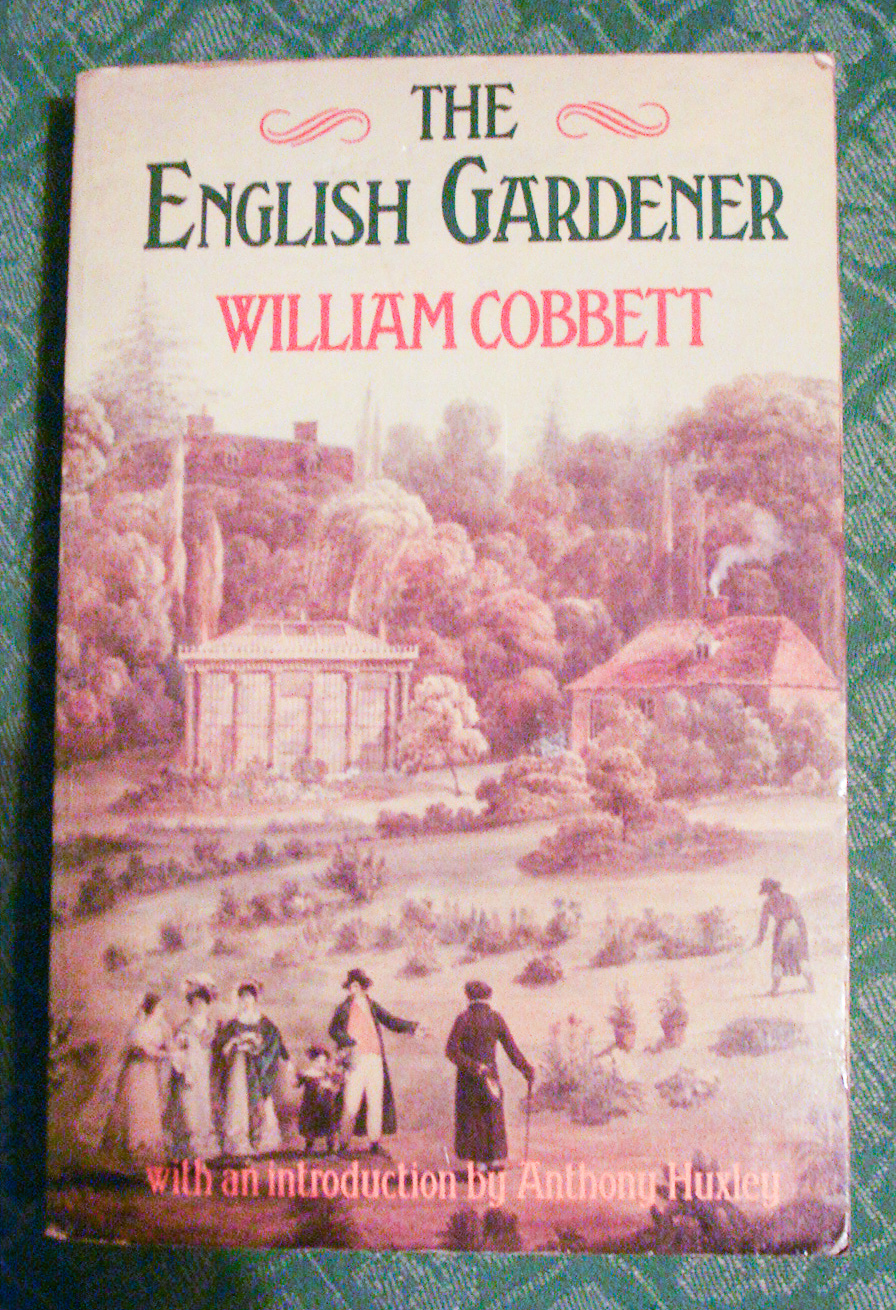 THE
ENGLISH GARDENER
WILLIAM COBBETT
with an introduction by Anthony Huxley